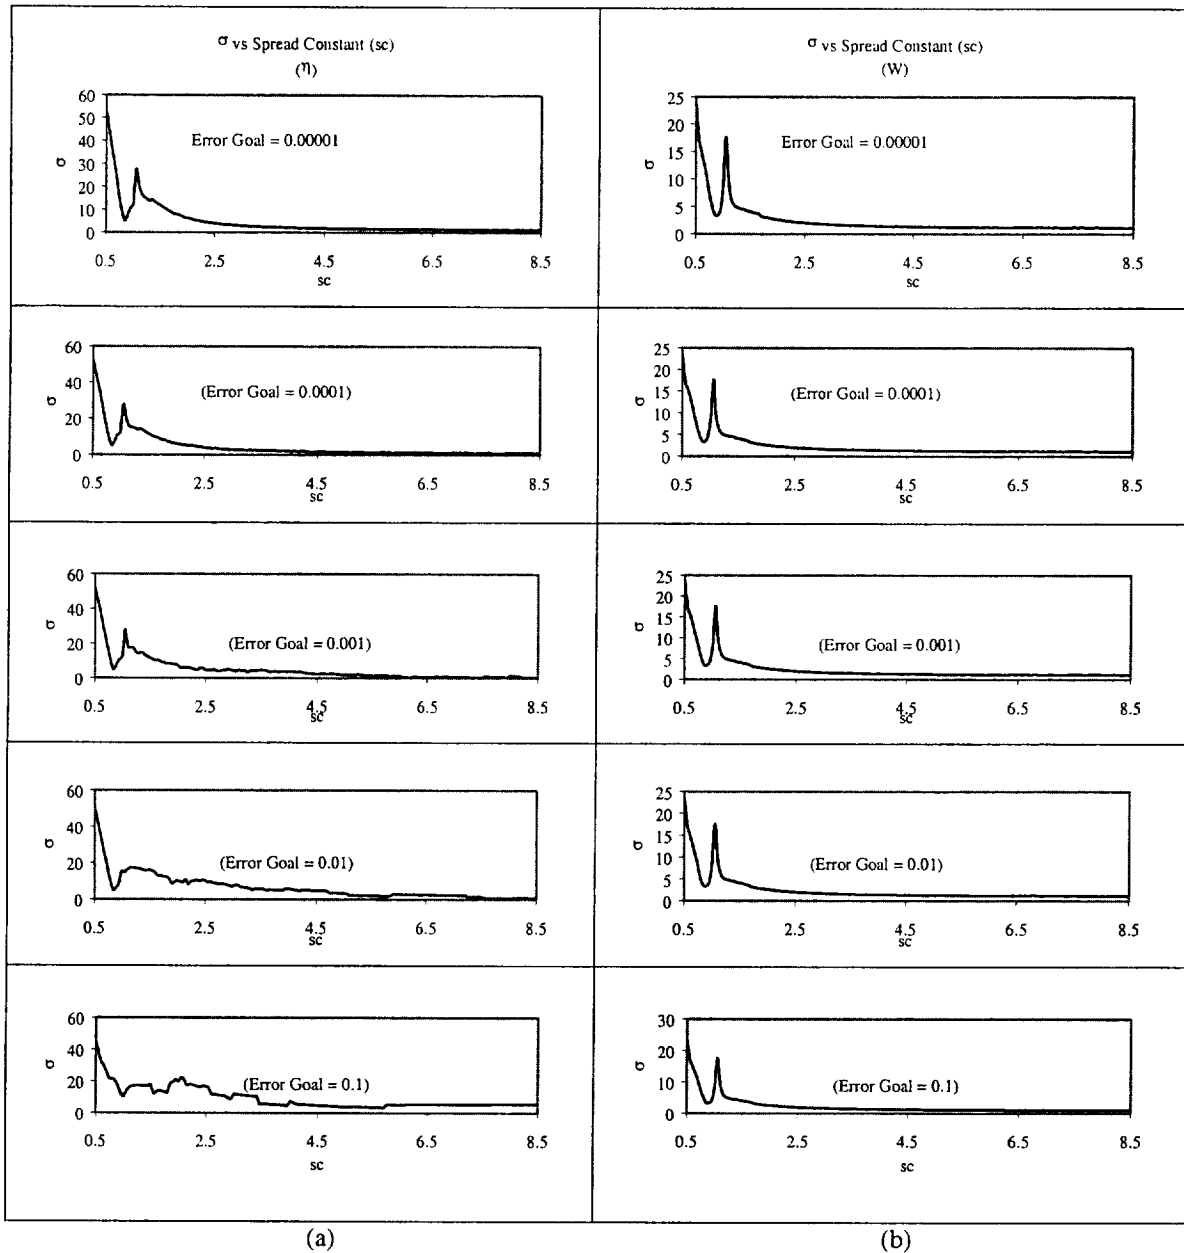 σ vs Spread Constant (sc)
(η)
60
50
40
30
20
10
0
σ
Error Goal = 0.00001
0.5 2.5 4.5 6.5 8.5
sc
σ vs Spread Constant (sc)
(W)
25
20
15
10
5
0
σ
Error Goal = 0.00001
0.5 2.5 4.5 6.5 8.5
sc
60
40
20
0
σ
(Error Goal = 0.0001)
0.5 2.5 4.5 6.5 8.5
sc
25
20
15
10
5
0
σ
(Error Goal = 0.0001)
0.5 2.5 4.5 6.5 8.5
sc
60
40
20
0
σ
(Error Goal = 0.001)
0.5 2.5 4.5 6.5 8.5
sc
25
20
15
10
5
0
σ
(Error Goal = 0.001)
0.5 2.5 4.5 6.5 8.5
sc
60
40
20
0
σ
(Error Goal = 0.01)
0.5 2.5 4.5 6.5 8.5
sc
25
20
15
10
5
0
σ
(Error Goal = 0.01)
0.5 2.5 4.5 6.5 8.5
sc
60
40
20
0
σ
(Error Goal = 0.1)
0.5 2.5 4.5 6.5 8.5
sc
30
20
10
0
σ
(Error Goal = 0.1)
0.5 2.5 4.5 6.5 8.5
sc
(a)
(b)